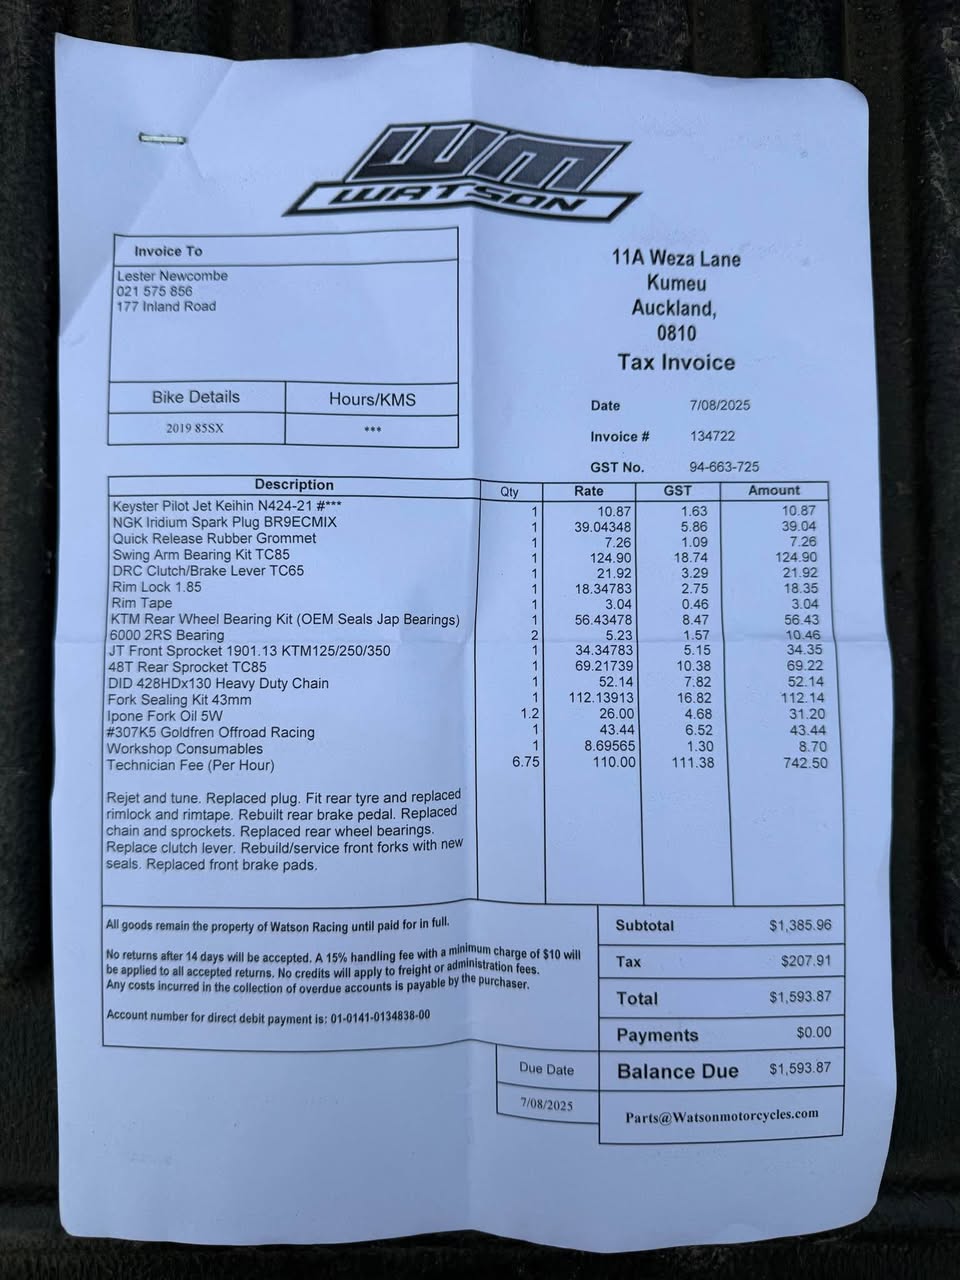 WM
WATSON
Invoice To
Lester Newcombe
021 575 856
177 Inland Road
11A Weza Lane
Kumeu
Auckland,
0810
Tax Invoice
Bike Details Hours/KMS
2019 85SX ***
Date 7/08/2025
Invoice # 134722
GST No. 94-663-725
Description Qty Rate GST Amount
Keyster Pilot Jet Keihin N424-21 #*** 1 10.87 1.63 10.87
NGK Iridium Spark Plug BR9ECMIX 1 39.04348 5.86 39.04
Quick Release Rubber Grommet 1 7.26 1.09 7.26
Swing Arm Bearing Kit TC85 1 124.90 18.74 124.90
DRC Clutch/Brake Lever TC65 1 21.92 3.29 21.92
Rim Lock 1.85 1 18.34783 2.75 18.35
Rim Tape 1 3.04 0.46 3.04
KTM Rear Wheel Bearing Kit (OEM Seals Jap Bearings) 1 56.43478 8.47 56.43
6000 2RS Bearing 2 5.23 1.57 10.46
JT Front Sprocket 1901.13 KTM125/250/350 1 34.34783 5.15 34.35
48T Rear Sprocket TC85 1 69.21739 10.38 69.22
DID 428HDx130 Heavy Duty Chain 1 52.14 7.82 52.14
Fork Sealing Kit 43mm 1 112.13913 16.82 112.14
Ipone Fork Oil 5W 1.2 26.00 4.68 31.20
#307K5 Goldfren Offroad Racing 1 43.44 6.52 43.44
Workshop Consumables 1 8.69565 1.30 8.70
Technician Fee (Per Hour) 6.75 110.00 111.38 742.50
Rejet and tune. Replaced plug. Fit rear tyre and replaced
rimlock and rimtape. Rebuilt rear brake pedal. Replaced
chain and sprockets. Replaced rear wheel bearings.
Replace clutch lever. Rebuild/service front forks with new
seals. Replaced front brake pads.
All goods remain the property of Watson Racing until paid for in full.
No returns after 14 days will be accepted. A 15% handling fee with a minimum charge of $10 will
be applied to all accepted returns. No credits will apply to freight or administration fees.
Any costs incurred in the collection of overdue accounts is payable by the purchaser.
Account number for direct debit payment is: 01-0141-0134838-00
Subtotal $1,385.96
Tax $207.91
Total $1,593.87
Payments $0.00
Balance Due $1,593.87
Due Date
7/08/2025
Parts@Watsonmotorcycles.com